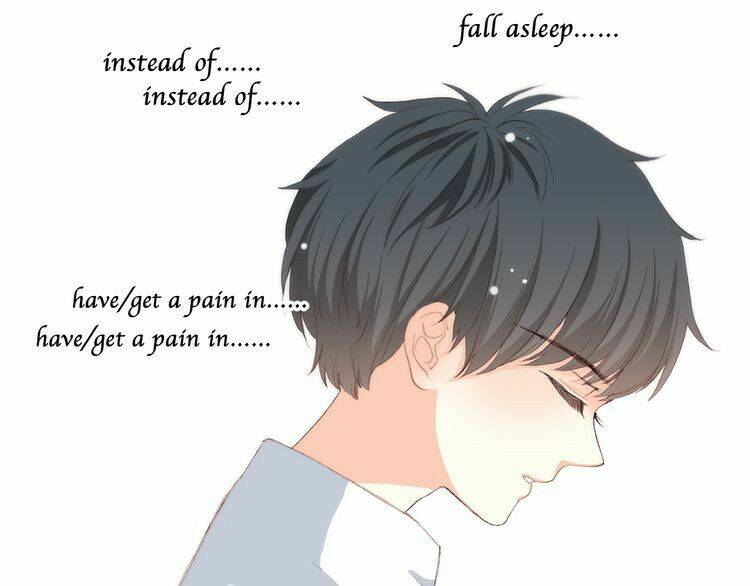 fall asleep......
instead of......
instead of......
have/get a pain in......
have/get a pain in......